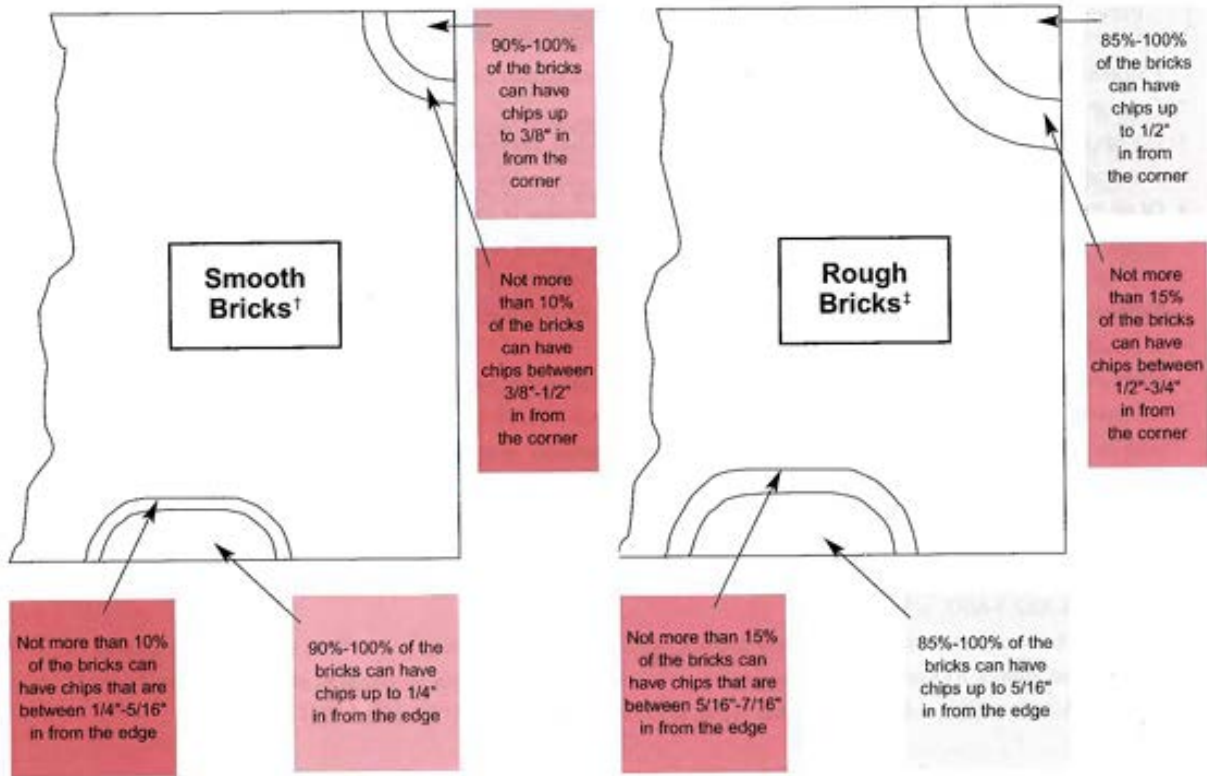 90%-100%
of the bricks
can have
chips up
to 3/8" in
from the
corner
Not more
than 10%
of the bricks
can have
chips between
3/8"-1/2"
in from
the corner
Smooth
Bricks†
Not more than 10%
of the bricks can
have chips that are
between 1/4"-5/16"
in from the edge
90%-100% of the
bricks can have
chips up to 1/4"
in from the edge
85%-100%
of the bricks
can have
chips up
to 1/2"
in from
the corner
Not more
than 15%
of the bricks
can have
chips between
1/2"-3/4"
in from
the corner
Rough
Bricks‡
Not more than 15%
of the bricks can
have chips that are
between 5/16"-7/16"
in from the edge
85%-100% of the
bricks can have
chips up to 5/16"
in from the edge